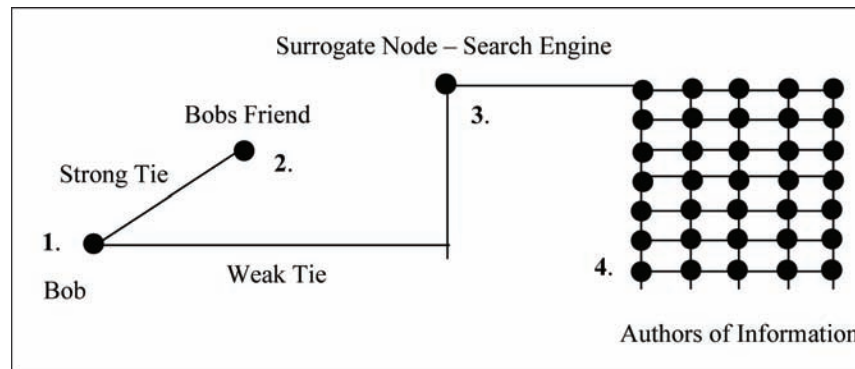 Surrogate Node – Search Engine
Bobs Friend
3.
2.
Strong Tie
1.
Weak Tie
4.
Bob
Authors of Information